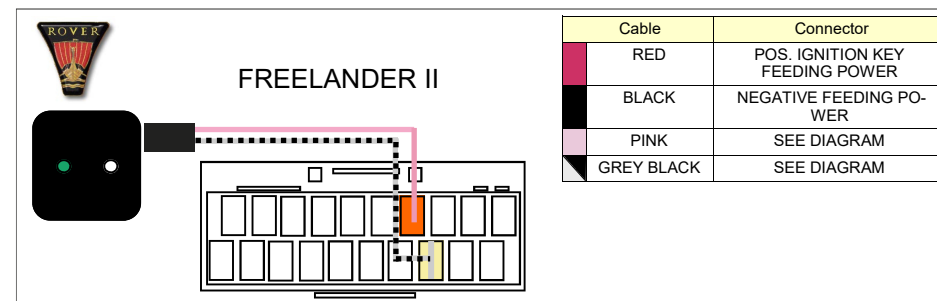 ROVER
FREELANDER II
Cable Connector
RED POS. IGNITION KEY
FEEDING POWER
BLACK NEGATIVE FEEDING PO-
WER
PINK SEE DIAGRAM
GREY BLACK SEE DIAGRAM